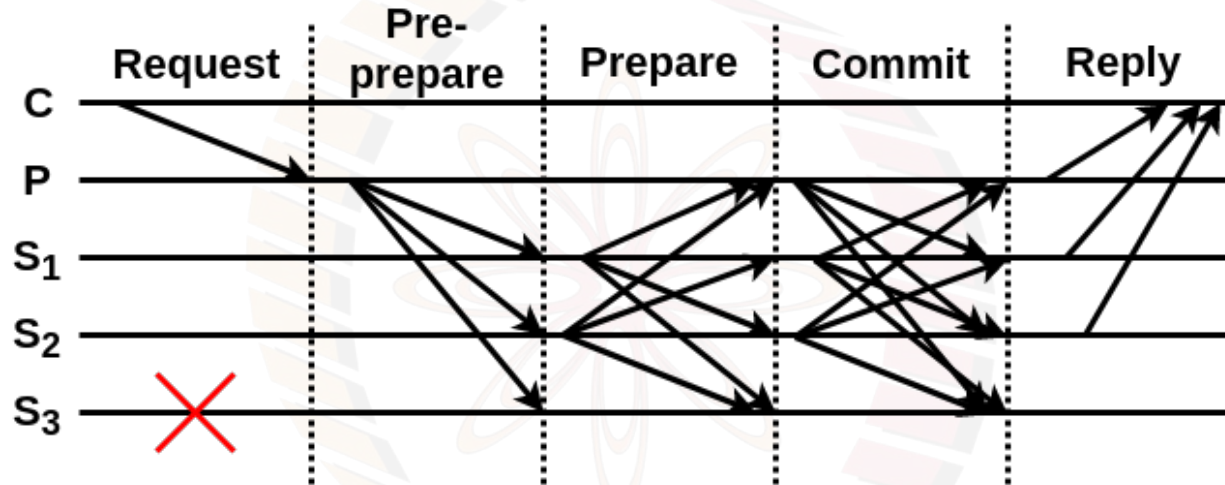 Request
Pre-
prepare
Prepare
Commit
Reply
C
P
S1
S2
S3